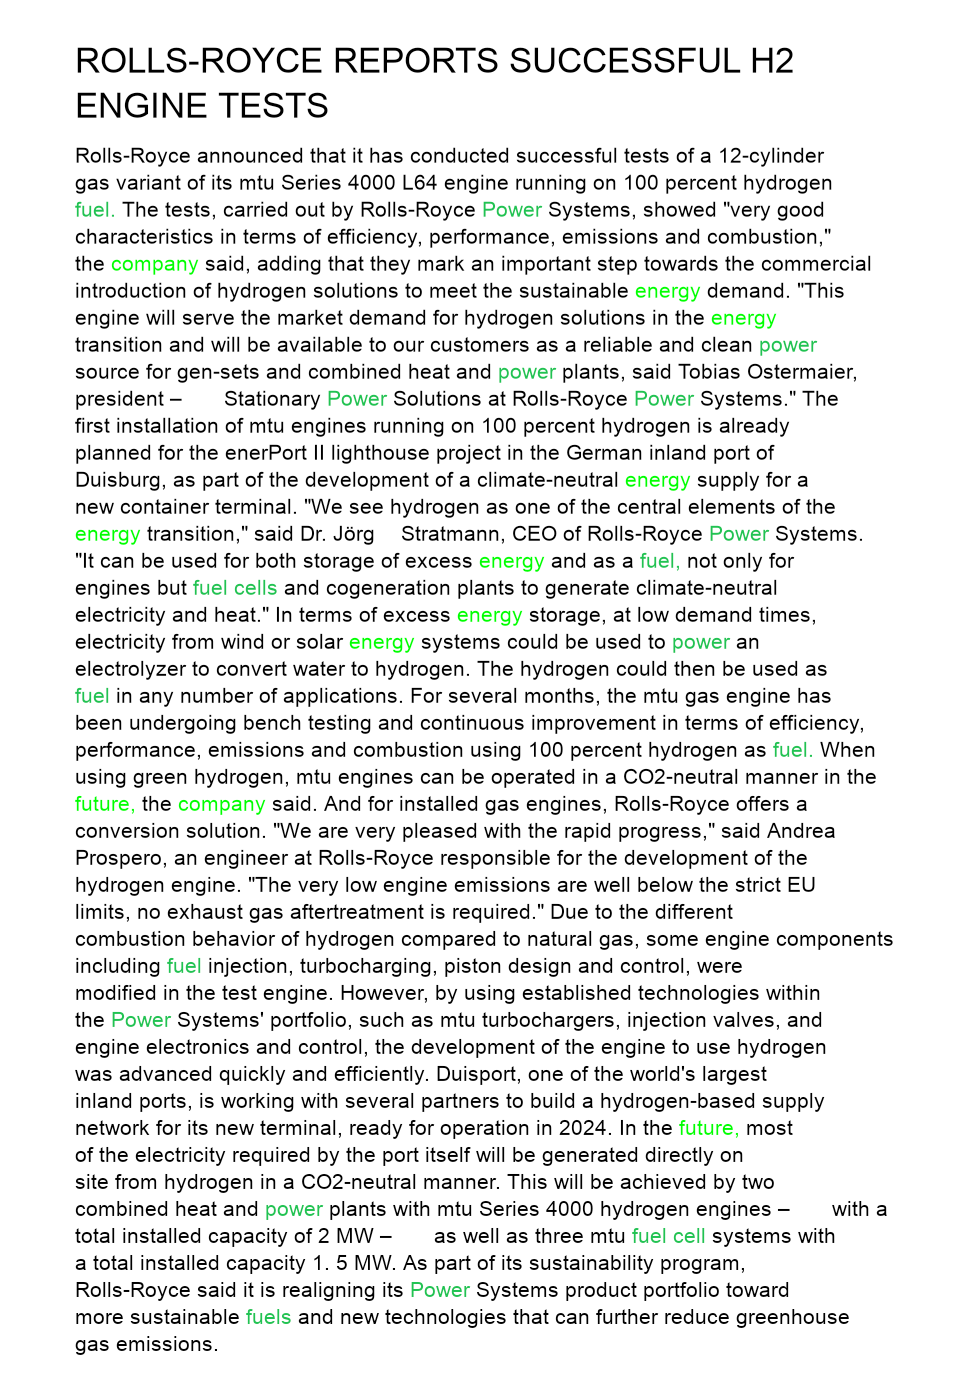 ROLLS-ROYCE REPORTS SUCCESSFUL H2
ENGINE TESTS
Rolls-Royce announced that it has conducted successful tests of a 12-cylinder
gas variant of its mtu Series 4000 L64 engine running on 100 percent hydrogen
fuel. The tests, carried out by Rolls-Royce Power Systems, showed "very good
characteristics in terms of efficiency, performance, emissions and combustion,"
the company said, adding that they mark an important step towards the commercial
introduction of hydrogen solutions to meet the sustainable energy demand. "This
engine will serve the market demand for hydrogen solutions in the energy
transition and will be available to our customers as a reliable and clean power
source for gen-sets and combined heat and power plants, said Tobias Ostermaier,
president – Stationary Power Solutions at Rolls-Royce Power Systems." The
first installation of mtu engines running on 100 percent hydrogen is already
planned for the enerPort II lighthouse project in the German inland port of
Duisburg, as part of the development of a climate-neutral energy supply for a
new container terminal. "We see hydrogen as one of the central elements of the
energy transition," said Dr. Jörg Stratmann, CEO of Rolls-Royce Power Systems.
"It can be used for both storage of excess energy and as a fuel, not only for
engines but fuel cells and cogeneration plants to generate climate-neutral
electricity and heat." In terms of excess energy storage, at low demand times,
electricity from wind or solar energy systems could be used to power an
electrolyzer to convert water to hydrogen. The hydrogen could then be used as
fuel in any number of applications. For several months, the mtu gas engine has
been undergoing bench testing and continuous improvement in terms of efficiency,
performance, emissions and combustion using 100 percent hydrogen as fuel. When
using green hydrogen, mtu engines can be operated in a CO2-neutral manner in the
future, the company said. And for installed gas engines, Rolls-Royce offers a
conversion solution. "We are very pleased with the rapid progress," said Andrea
Prospero, an engineer at Rolls-Royce responsible for the development of the
hydrogen engine. "The very low engine emissions are well below the strict EU
limits, no exhaust gas aftertreatment is required." Due to the different
combustion behavior of hydrogen compared to natural gas, some engine components
including fuel injection, turbocharging, piston design and control, were
modified in the test engine. However, by using established technologies within
the Power Systems' portfolio, such as mtu turbochargers, injection valves, and
engine electronics and control, the development of the engine to use hydrogen
was advanced quickly and efficiently. Duisport, one of the world's largest
inland ports, is working with several partners to build a hydrogen-based supply
network for its new terminal, ready for operation in 2024. In the future, most
of the electricity required by the port itself will be generated directly on
site from hydrogen in a CO2-neutral manner. This will be achieved by two
combined heat and power plants with mtu Series 4000 hydrogen engines – with a
total installed capacity of 2 MW – as well as three mtu fuel cell systems with
a total installed capacity 1. 5 MW. As part of its sustainability program,
Rolls-Royce said it is realigning its Power Systems product portfolio toward
more sustainable fuels and new technologies that can further reduce greenhouse
gas emissions.